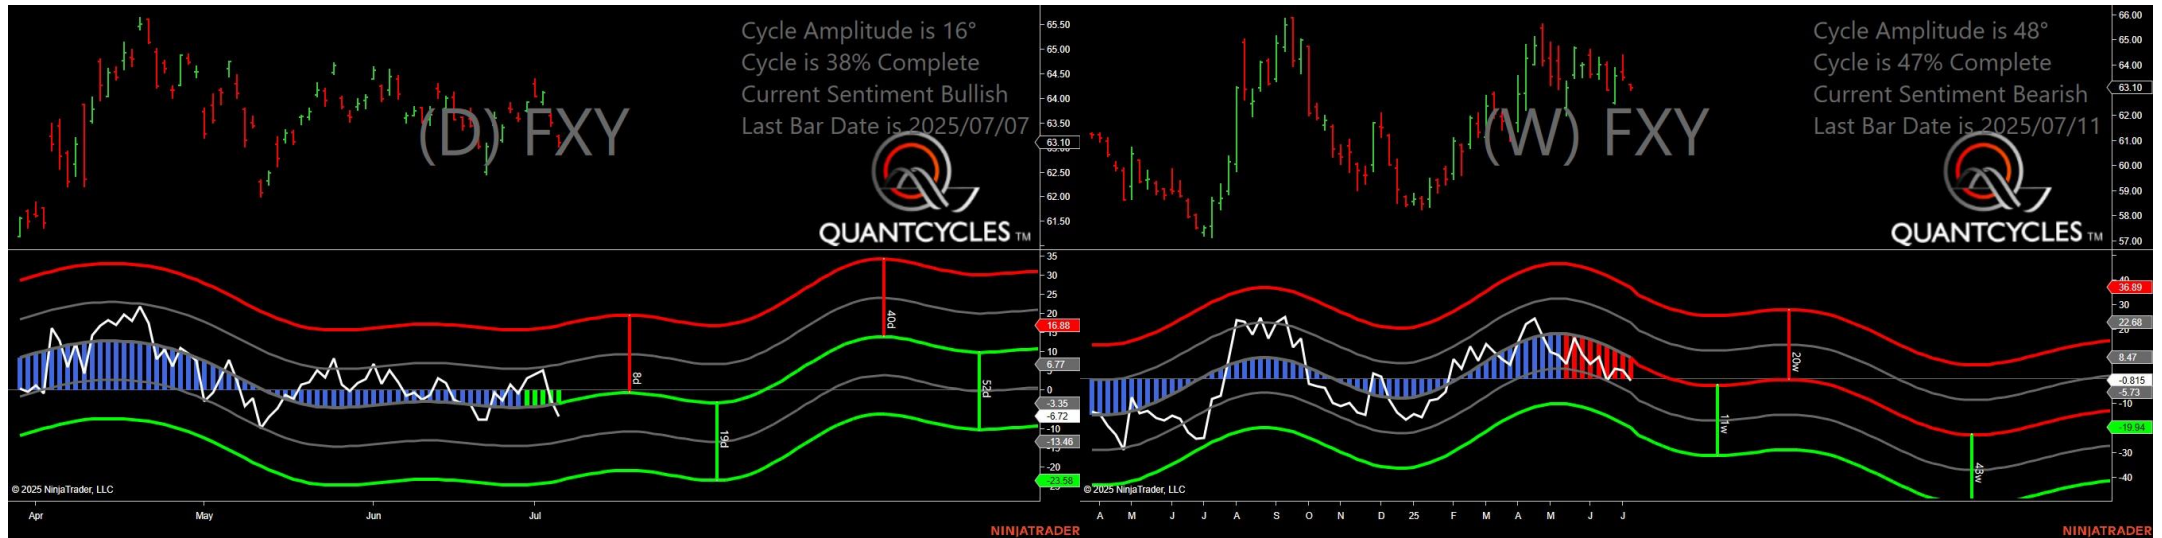 Cycle Amplitude is 16°
Cycle is 38% Complete
Current Sentiment Bullish
Last Bar Date is 2025/07/07
(D) FXY
QUANTCYCLES TM
65.50
65.00
64.50
64.00
63.50
63.10
62.50
62.00
61.50
35
30
25
20
16.88
10
6.77
5
0
-3.35
-6.72
-10
-13.46
-20
-23.58
8d
19d
40d
52d
© 2025 NinjaTrader, LLC
Apr May Jun Jul
NINJATRADER
Cycle Amplitude is 48°
Cycle is 47% Complete
Current Sentiment Bearish
Last Bar Date is 2025/07/11
(W) FXY
QUANTCYCLES TM
66.00
65.00
64.00
63.10
62.00
61.00
60.00
59.00
58.00
57.00
40
36.89
30
22.68
8.47
-0.815
-5.73
-10
-19.94
-30
-40
11w
20w
43w
© 2025 NinjaTrader, LLC
A M J J A S O N D 25 F M A M J J
NINJATRADER